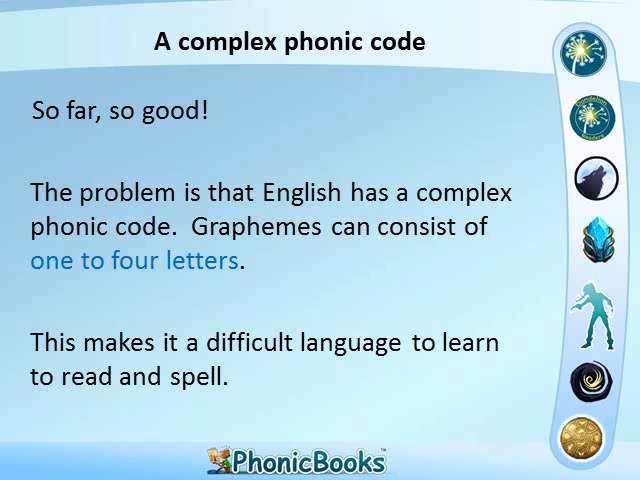 A complex phonic code
So far, so good!
The problem is that English has a complex
phonic code.  Graphemes can consist of
one to four letters.
This makes it a difficult language to learn
to read and spell.
PhonicBooks™